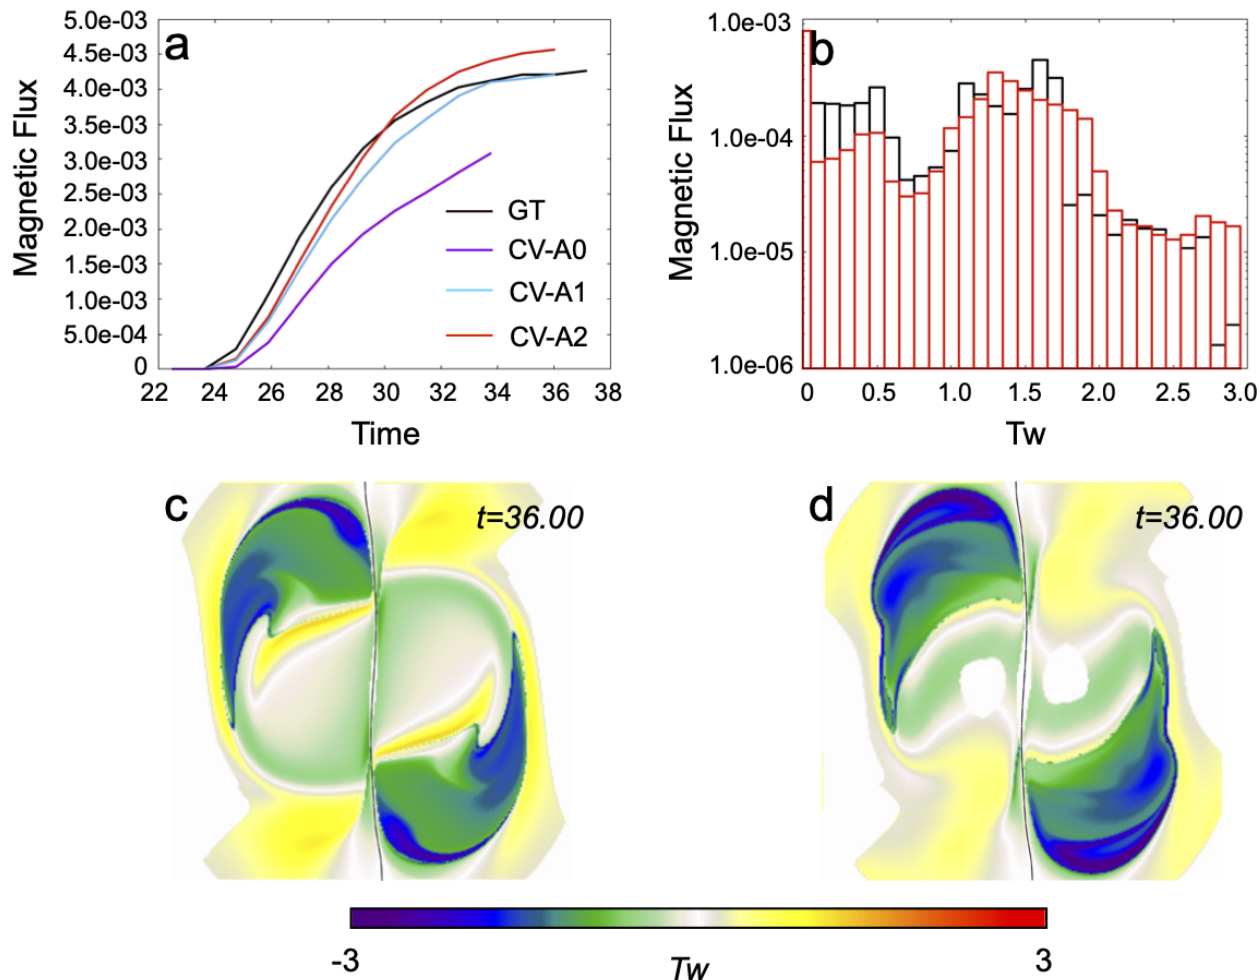 a
5.0e-03
4.5e-03
4.0e-03
3.5e-03
3.0e-03
2.5e-03
2.0e-03
1.5e-03
1.0e-03
5.0e-04
0
Magnetic Flux
22 24 26 28 30 32 34 36 38
Time
GT
CV-A0
CV-A1
CV-A2
b
1.0e-03
1.0e-04
1.0e-05
1.0e-06
Magnetic Flux
0 0.5 1.0 1.5 2.0 2.5 3.0
Tw
c
t=36.00
d
t=36.00
-3 3
Tw